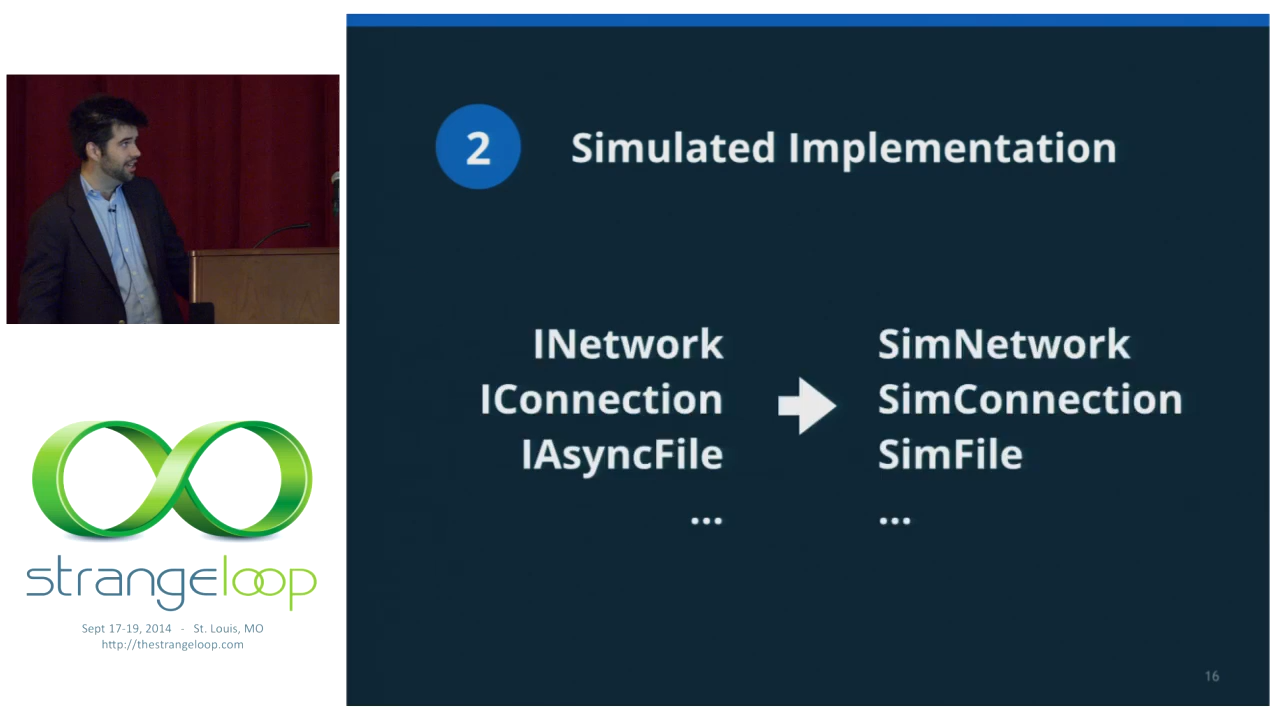 2 Simulated Implementation
INetwork SimNetwork
IConnection SimConnection
IAsyncFile SimFile
... ...
16
strangeloop
Sept 17-19, 2014 - St. Louis, MO
http://thestrangeloop.com